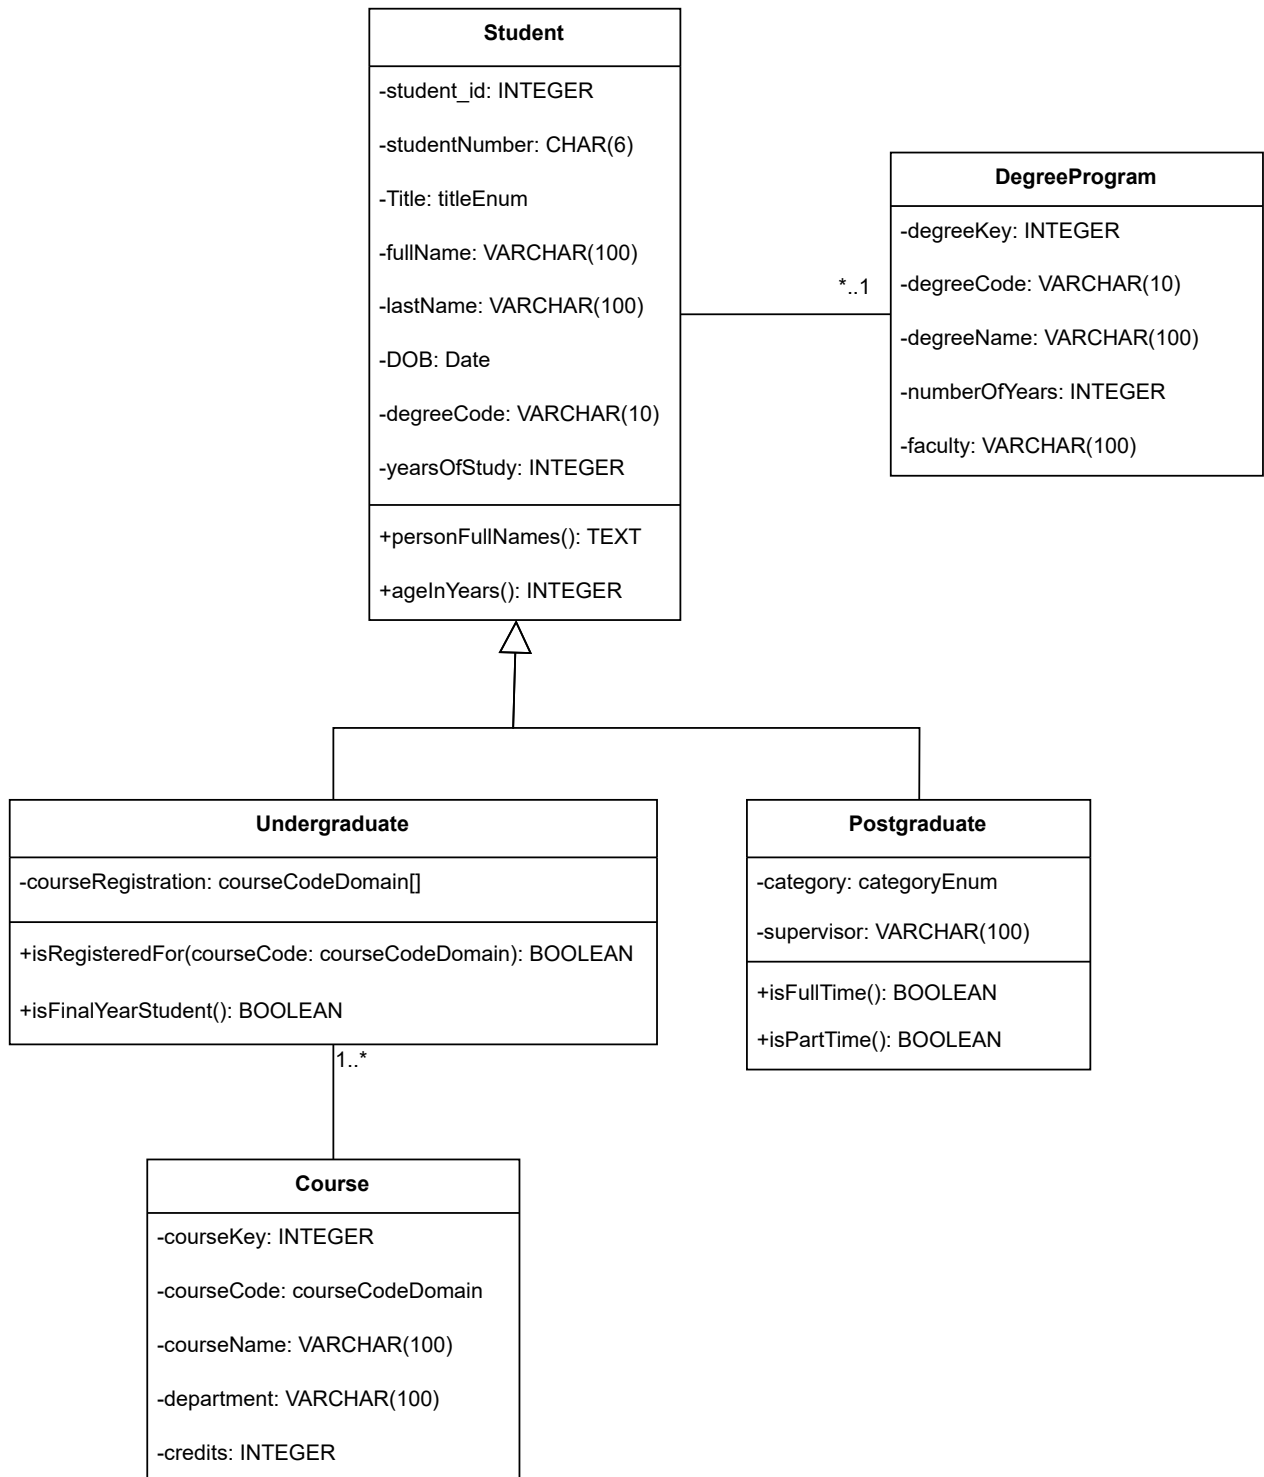 Student
-student_id: INTEGER
-studentNumber: CHAR(6)
-Title: titleEnum
-fullName: VARCHAR(100)
-lastName: VARCHAR(100)
-DOB: Date
-degreeCode: VARCHAR(10)
-yearsOfStudy: INTEGER
+personFullNames(): TEXT
+ageInYears(): INTEGER
*..1
DegreeProgram
-degreeKey: INTEGER
-degreeCode: VARCHAR(10)
-degreeName: VARCHAR(100)
-numberOfYears: INTEGER
-faculty: VARCHAR(100)
Undergraduate
-courseRegistration: courseCodeDomain[]
+isRegisteredFor(courseCode: courseCodeDomain): BOOLEAN
+isFinalYearStudent(): BOOLEAN
Postgraduate
-category: categoryEnum
-supervisor: VARCHAR(100)
+isFullTime(): BOOLEAN
+isPartTime(): BOOLEAN
1..*
Course
-courseKey: INTEGER
-courseCode: courseCodeDomain
-courseName: VARCHAR(100)
-department: VARCHAR(100)
-credits: INTEGER